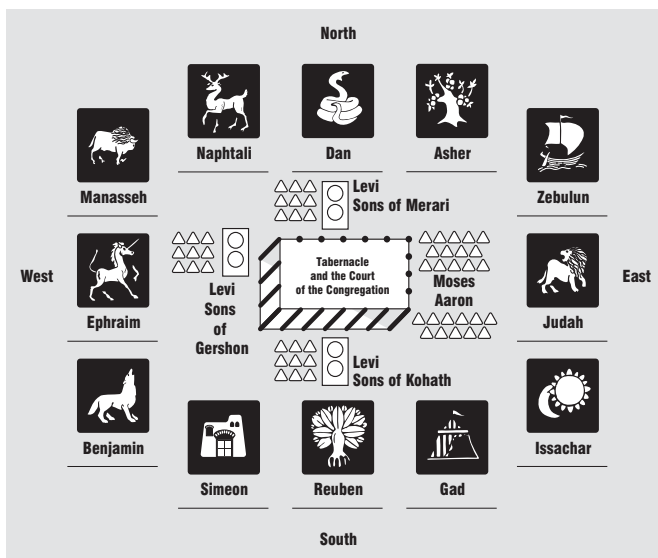 North
Naphtali
Dan
Asher
Manasseh
Zebulun
Levi
Sons of Merari
West
Ephraim
Levi
Sons
of
Gershon
Tabernacle
and the Court
of the Congregation
Moses
Aaron
Judah
East
Levi
Sons of Kohath
Benjamin
Issachar
Simeon
Reuben
Gad
South